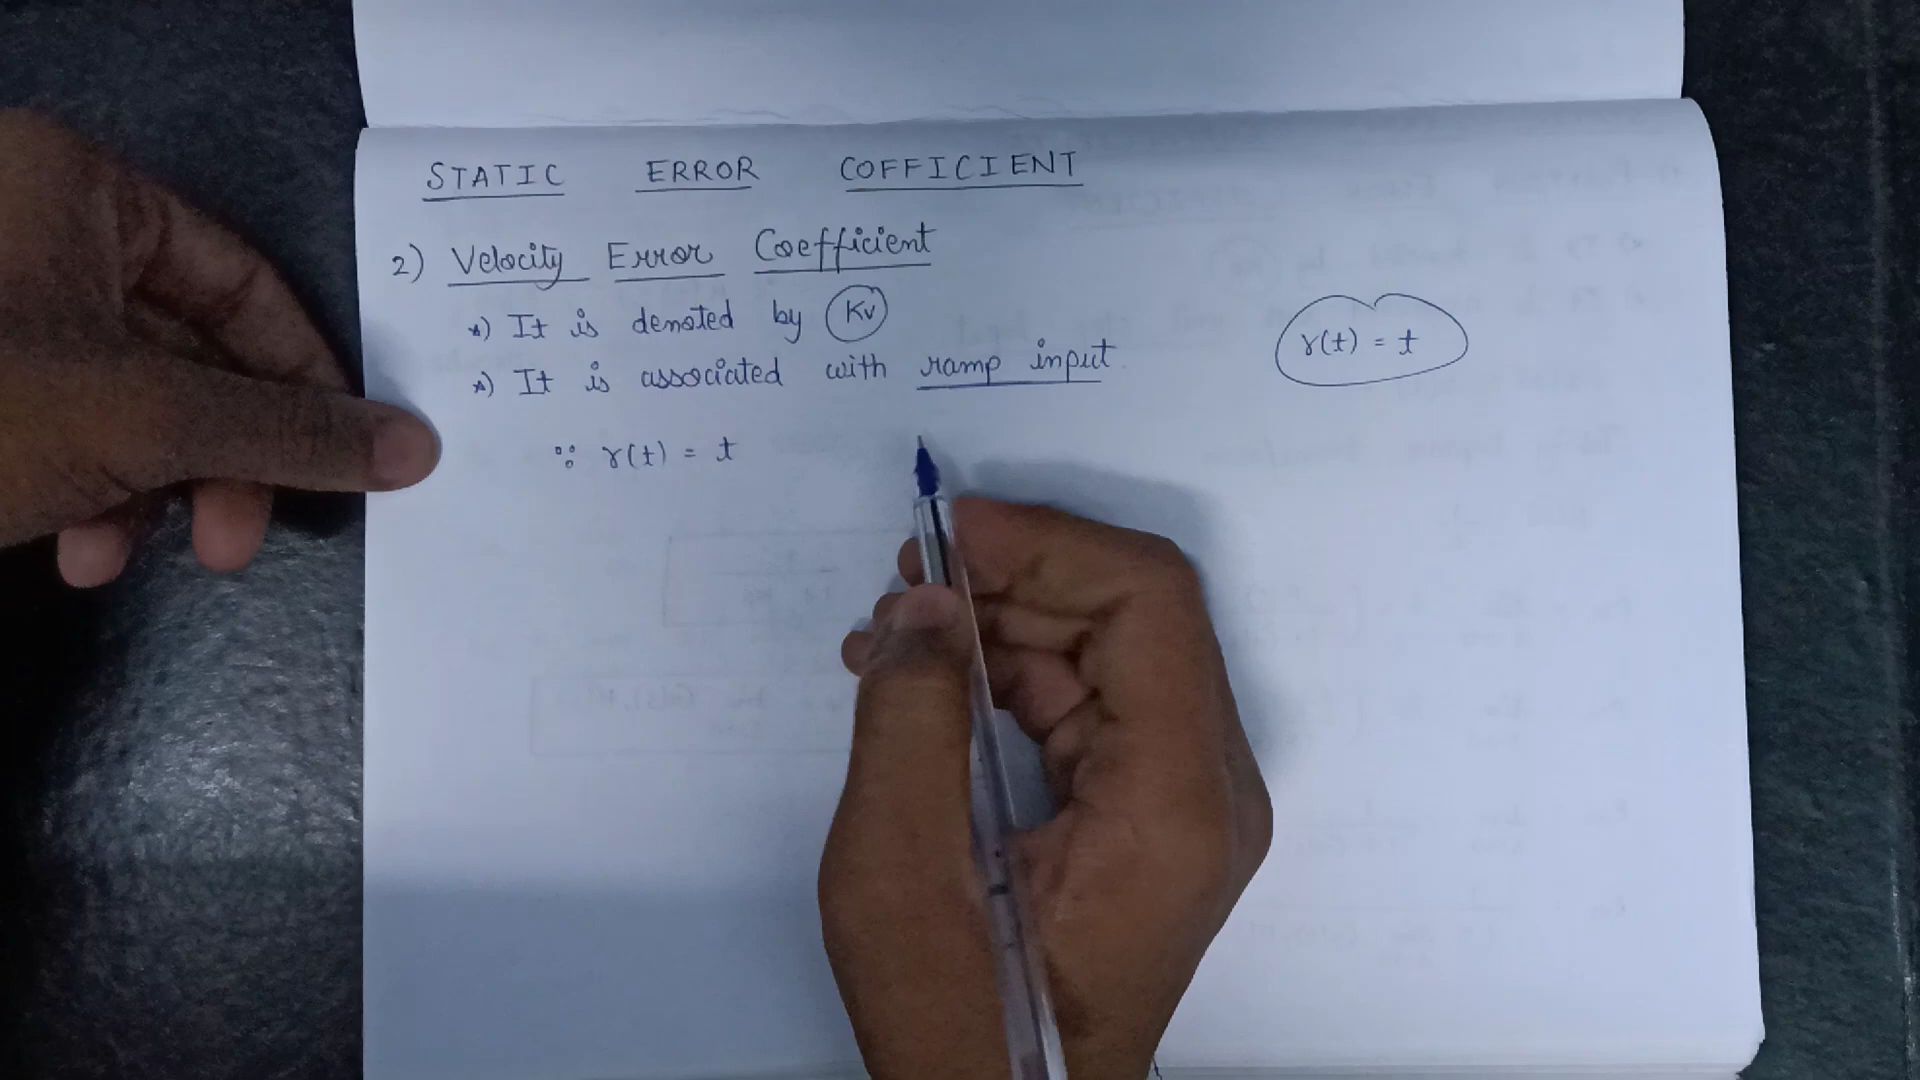 STATIC ERROR COFFICIENT
2) Velocity Error Coefficient
*) It is denoted by Kv
*) It is associated with ramp input.
r(t) = t
∵ r(t) = t